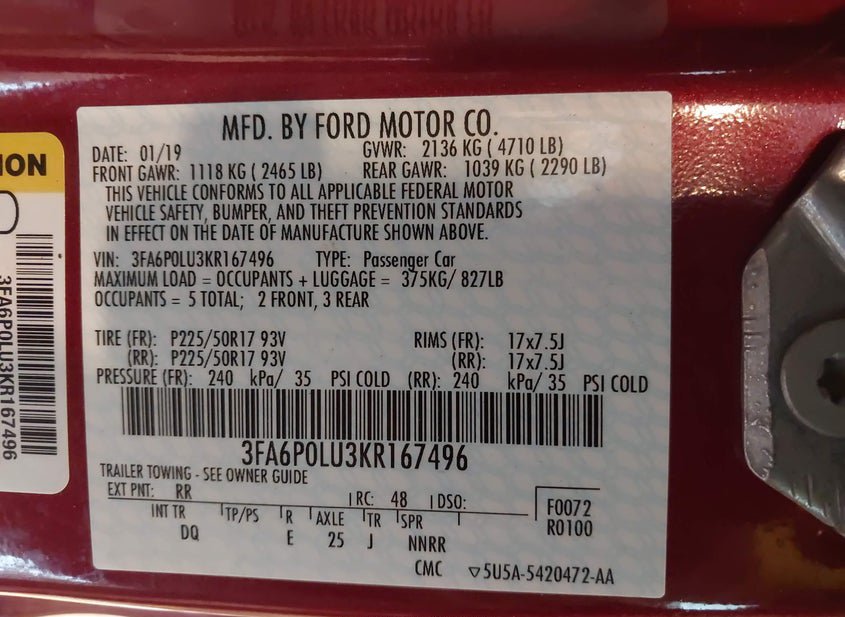 MFD. BY FORD MOTOR CO.
DATE: 01/19 GVWR: 2136 KG ( 4710 LB)
FRONT GAWR: 1118 KG ( 2465 LB) REAR GAWR: 1039 KG ( 2290 LB)
THIS VEHICLE CONFORMS TO ALL APPLICABLE FEDERAL MOTOR
VEHICLE SAFETY, BUMPER, AND THEFT PREVENTION STANDARDS
IN EFFECT ON THE DATE OF MANUFACTURE SHOWN ABOVE.
VIN: 3FA6P0LU3KR167496 TYPE: Passenger Car
MAXIMUM LOAD = OCCUPANTS + LUGGAGE = 375KG/ 827LB
OCCUPANTS = 5 TOTAL; 2 FRONT, 3 REAR
TIRE (FR): P225/50R17 93V RIMS (FR): 17x7.5J
(RR): P225/50R17 93V (RR): 17x7.5J
PRESSURE (FR): 240 kPa/ 35 PSI COLD (RR): 240 kPa/ 35 PSI COLD
3FA6P0LU3KR167496
TRAILER TOWING - SEE OWNER GUIDE
EXT PNT: RR RC: 48 DSO: F0072
INT TR TP/PS R AXLE TR SPR R0100
DQ E 25 J NNRR
CMC ▽5U5A-5420472-AA
ION
3FA6P0LU3KR167496